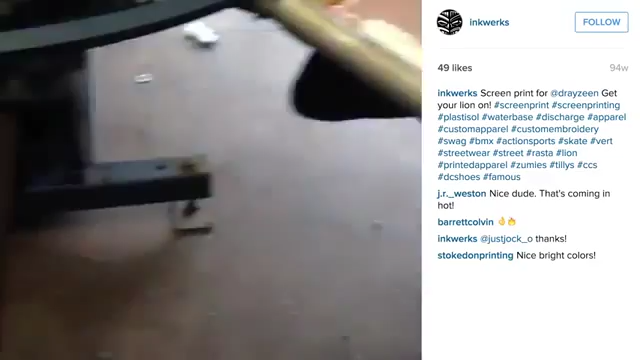 inkwerks
FOLLOW
49 likes
94w
inkwerks Screen print for @drayzeen Get
your lion on! #screenprint #screenprinting
#plastisol #waterbase #discharge #apparel
#customapparel #customembroidery
#swag #bmx #actionsports #skate #vert
#streetwear #street #rasta #lion
#printedapparel #zumies #tillys #ccs
#dcshoes #famous
j.r._weston Nice dude. That's coming in
hot!
barrettcolvin 👌🔥
inkwerks @justjock_o thanks!
stokedonprinting Nice bright colors!